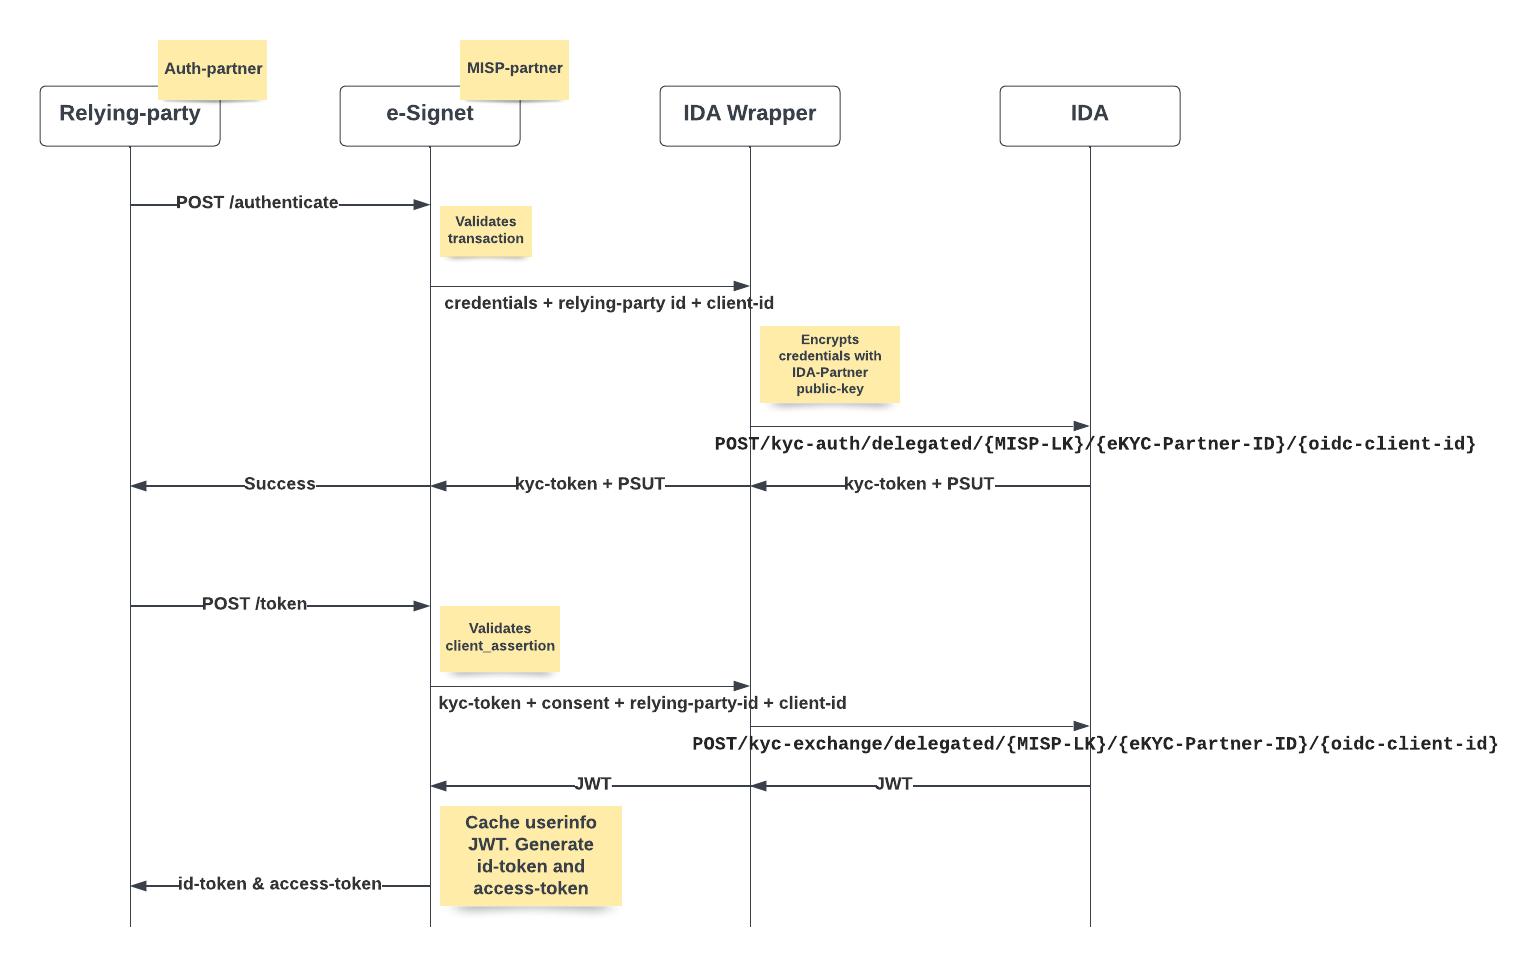 Auth-partner
MISP-partner
Relying-party
e-Signet
IDA Wrapper
IDA
POST /authenticate
Validates
transaction
credentials + relying-party id + client-id
Encrypts
credentials with
IDA-Partner
public-key
POST/kyc-auth/delegated/{MISP-LK}/{eKYC-Partner-ID}/{oidc-client-id}
Success
kyc-token + PSUT
kyc-token + PSUT
POST /token
Validates
client_assertion
kyc-token + consent + relying-party-id + client-id
POST/kyc-exchange/delegated/{MISP-LK}/{eKYC-Partner-ID}/{oidc-client-id}
JWT
JWT
Cache userinfo
JWT. Generate
id-token and
access-token
id-token & access-token